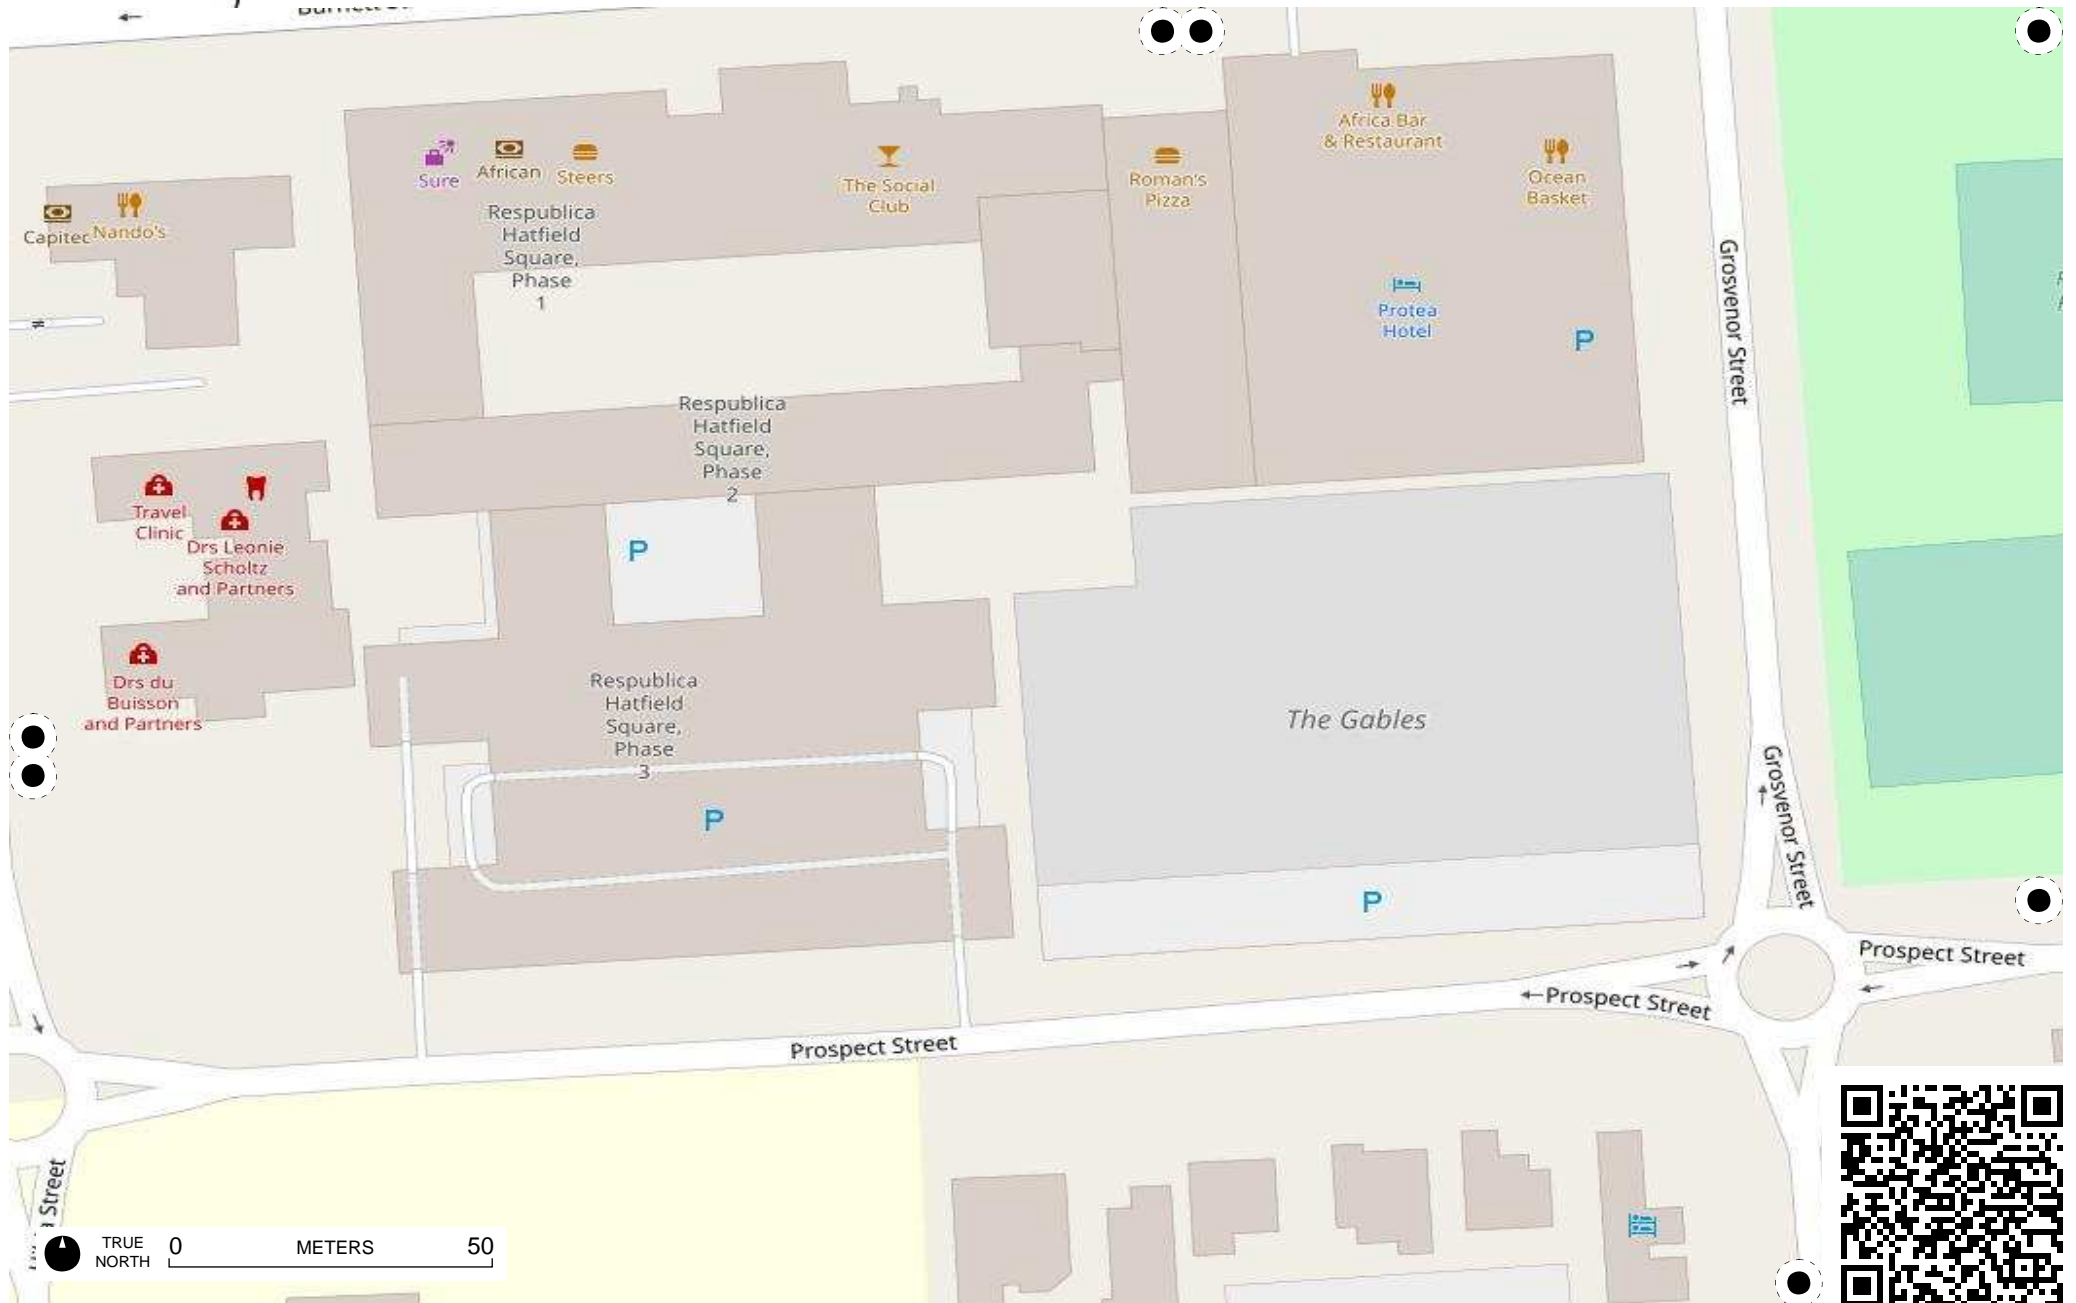 Sure
African
Steers
The Social
Club
Roman's
Pizza
Africa Bar
& Restaurant
Ocean
Basket
Capitec
Nando's
Respublica
Hatfield
Square,
Phase
1
Protea
Hotel
P
Grosvenor Street
Respublica
Hatfield
Square,
Phase
2
Travel
Clinic
Drs Leonie
Scholtz
and Partners
P
Drs du
Buisson
and Partners
Respublica
Hatfield
Square,
Phase
3
The Gables
P
P
Grosvenor Street
Prospect Street
Prospect Street
Prospect Street
Street
TRUE
NORTH
0
METERS
50